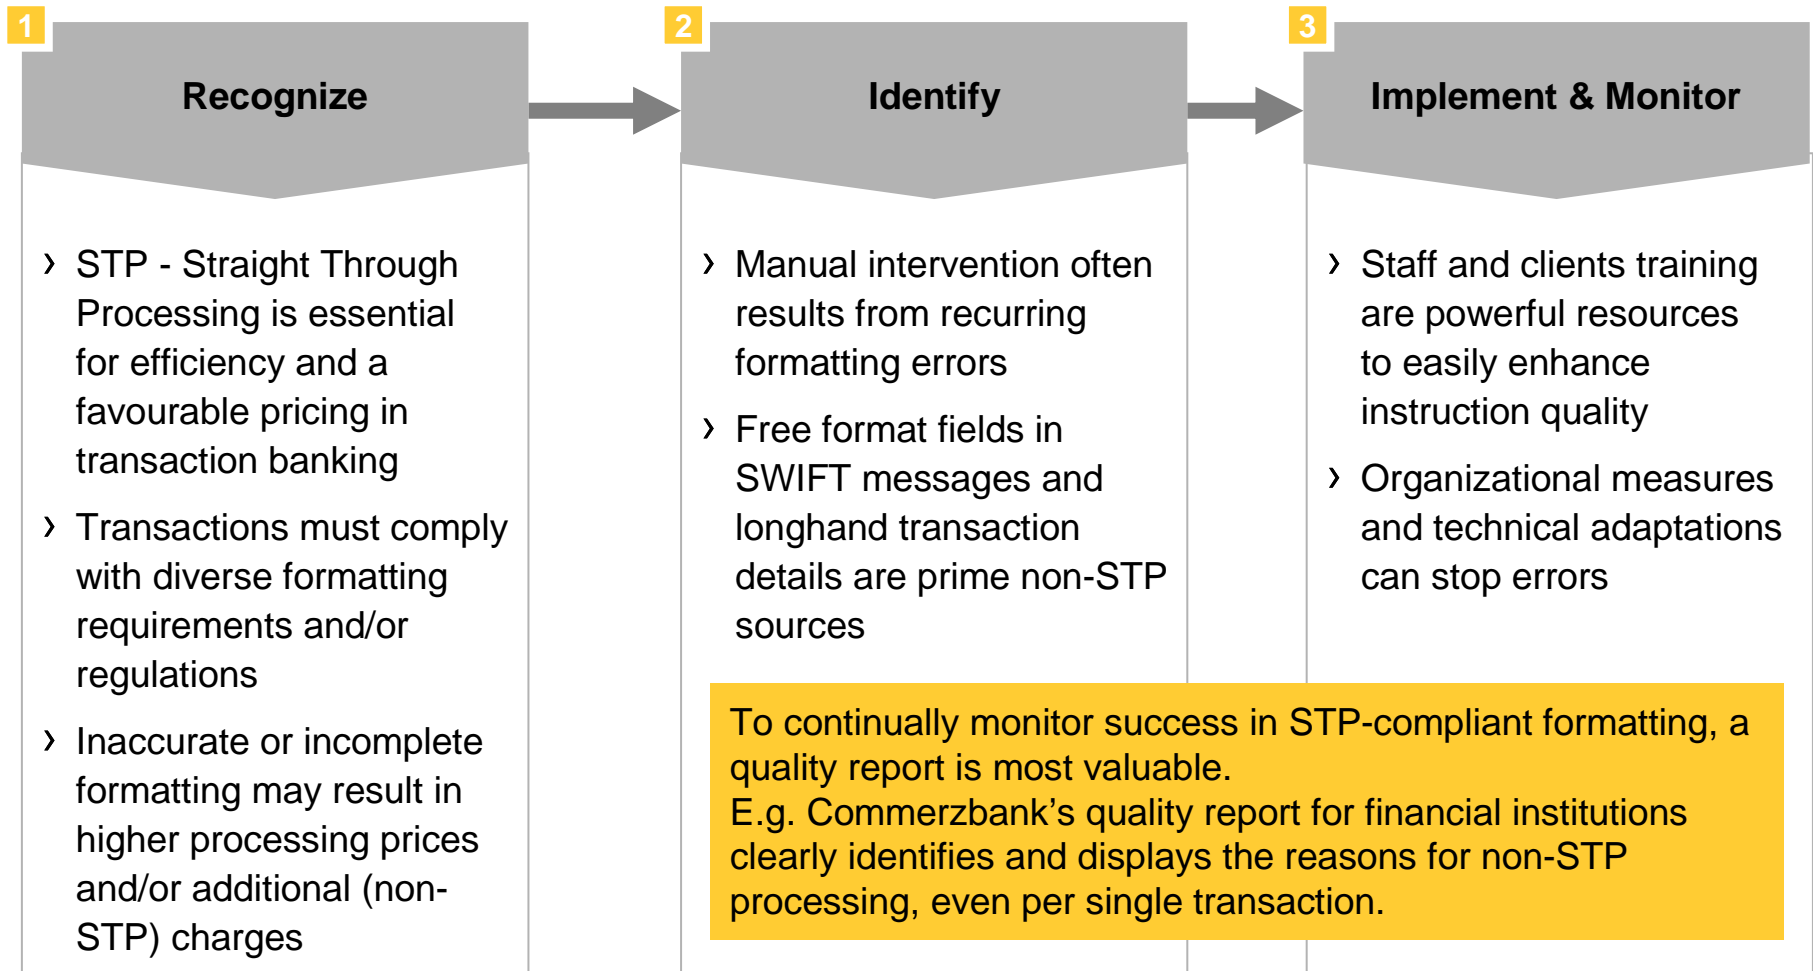 1
Recognize
› STP - Straight Through
Processing is essential
for efficiency and a
favourable pricing in
transaction banking
› Transactions must comply
with diverse formatting
requirements and/or
regulations
› Inaccurate or incomplete
formatting may result in
higher processing prices
and/or additional (non-
STP) charges
2
Identify
› Manual intervention often
results from recurring
formatting errors
› Free format fields in
SWIFT messages and
longhand transaction
details are prime non-STP
sources
3
Implement & Monitor
› Staff and clients training
are powerful resources
to easily enhance
instruction quality
› Organizational measures
and technical adaptations
can stop errors
To continually monitor success in STP-compliant formatting, a
quality report is most valuable.
E.g. Commerzbank’s quality report for financial institutions
clearly identifies and displays the reasons for non-STP
processing, even per single transaction.